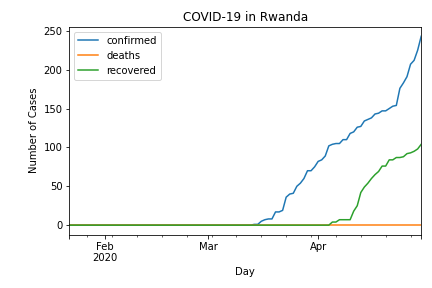 COVID-19 in Rwanda
confirmed
deaths
recovered
Number of Cases
250
200
150
100
50
0
Feb
2020
Mar
Apr
Day